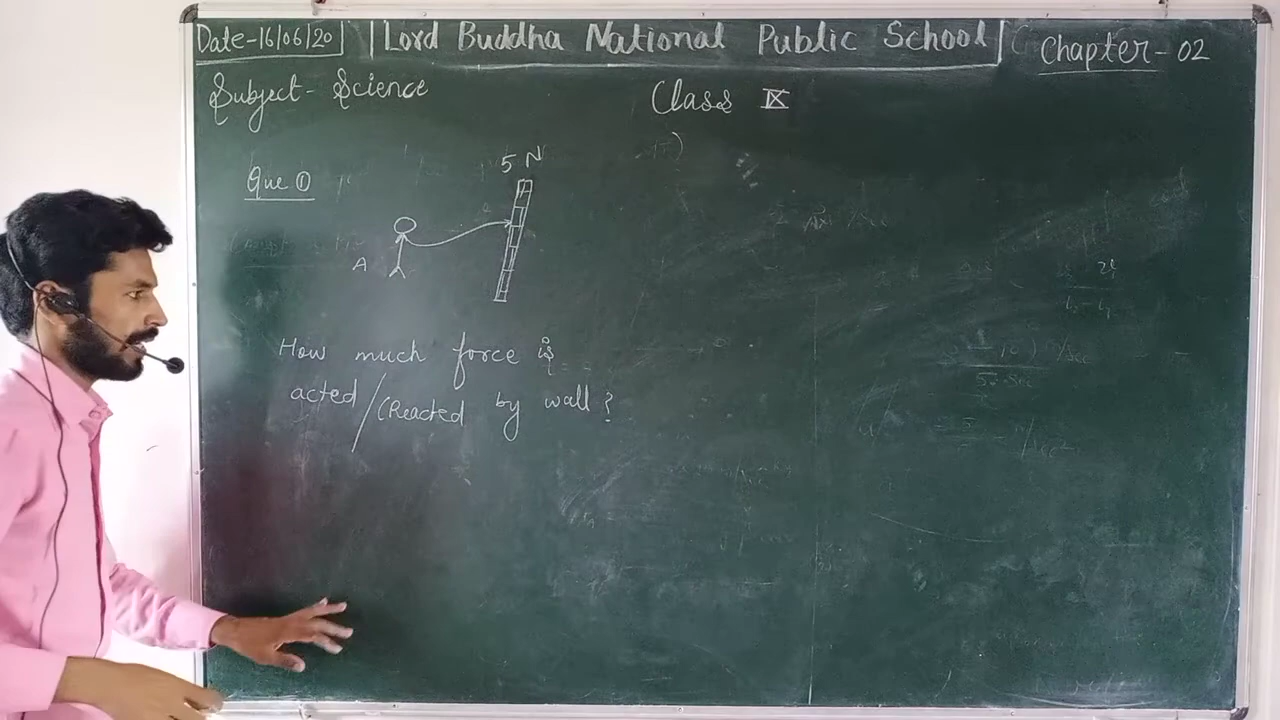 Date-16/06/20
Lord Buddha National Public School
Chapter-02
Subject- Science
Class IX
Que ①
5 N
A
How much force is
acted/(Reacted by wall?